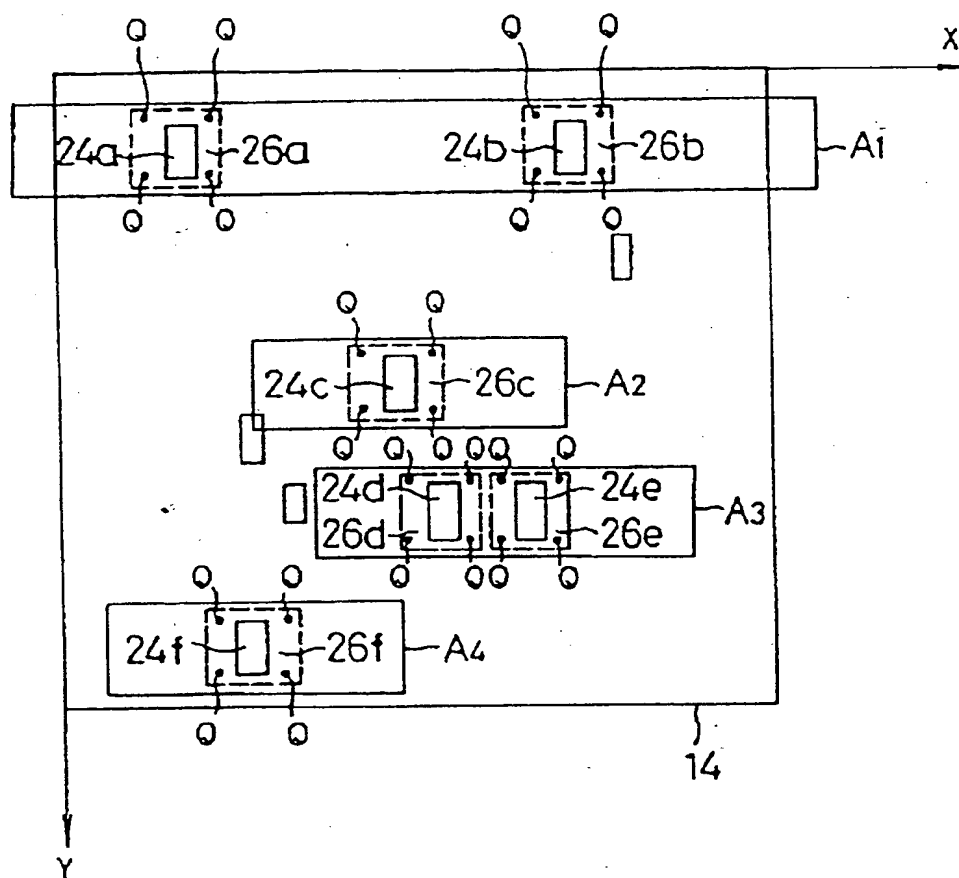 Q Q Q Q X
24a 26a 24b 26b A1
Q Q Q Q
Q Q
24c 26c A2
Q Q Q Q Q Q
24d 24e A3
26d 26e
Q Q Q Q
Q Q
24f 26f A4
Q Q
14
Y